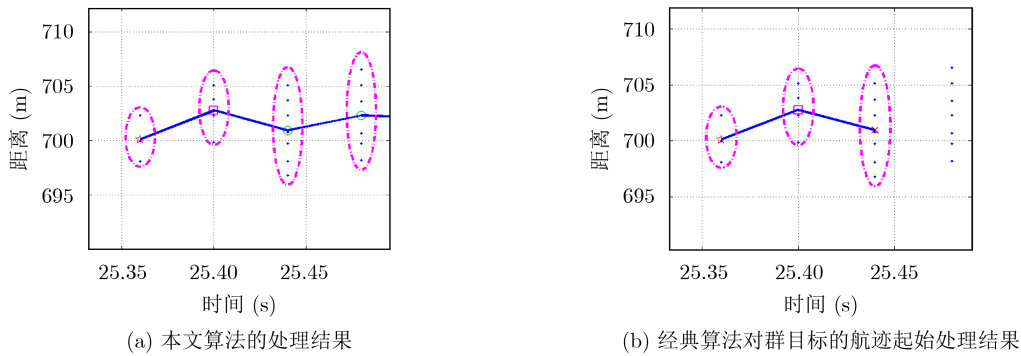 710
705
700
695
距离 (m)
25.35 25.40 25.45
时间 (s)
(a) 本文算法的处理结果
710
705
700
695
距离 (m)
25.35 25.40 25.45
时间 (s)
(b) 经典算法对群目标的航迹起始处理结果